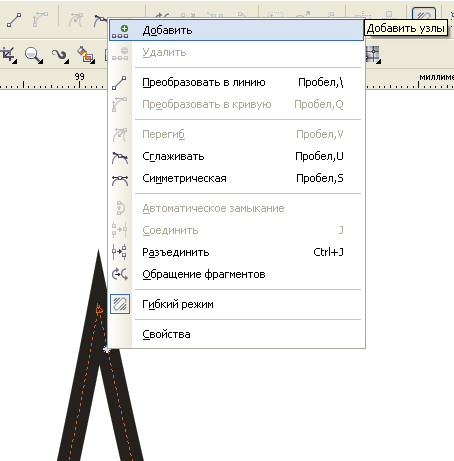 Добавить
Добавить узлы
Удалить
99
миллиме
Преобразовать в линию Пробел,\
Преобразовать в кривую Пробел,Q
Перегиб Пробел,V
Сглаживать Пробел,U
Симметрическая Пробел,S
Автоматическое замыкание
Соединить J
Разъединить Ctrl+J
Обращение фрагментов
Гибкий режим
Свойства